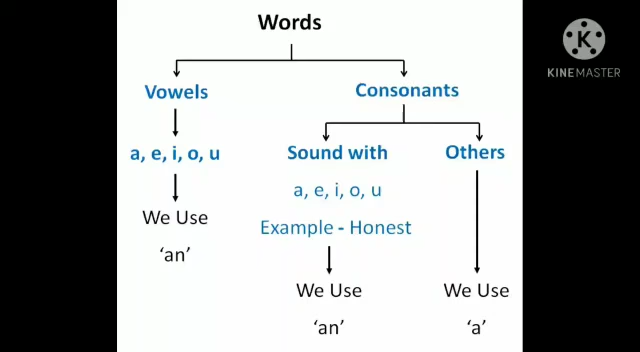 Words
KINEMASTER
Vowels
Consonants
a, e, i, o, u
Sound with
Others
a, e, i, o, u
Example - Honest
We Use
'an'
We Use
'an'
We Use
'a'